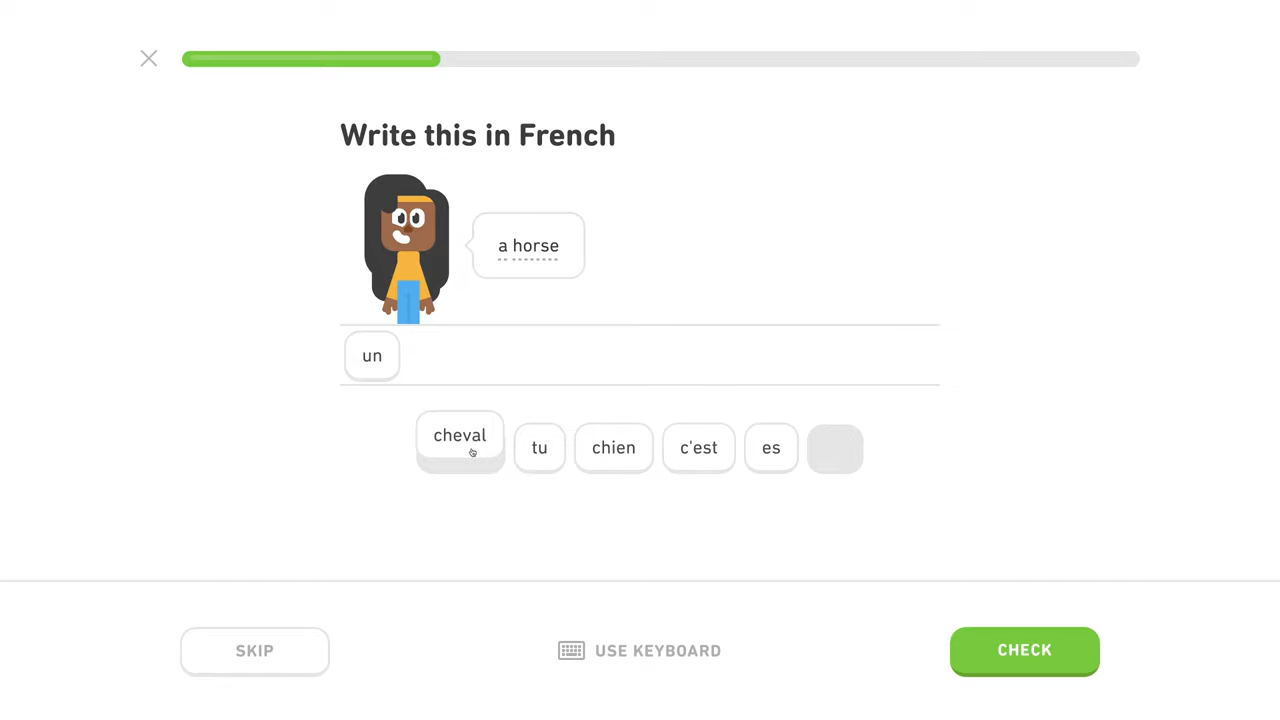 Write this in French
a horse
un
cheval tu chien c'est es
SKIP USE KEYBOARD CHECK